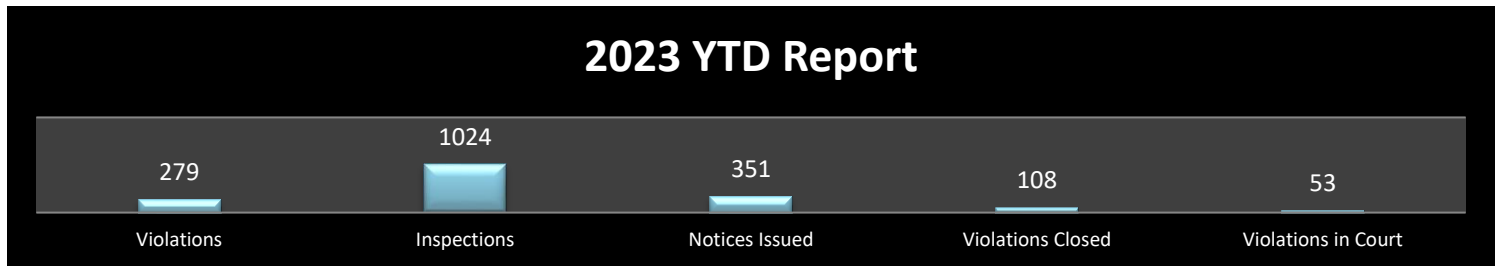 2023 YTD Report
279
1024
351
108
53
Violations
Inspections
Notices Issued
Violations Closed
Violations in Court